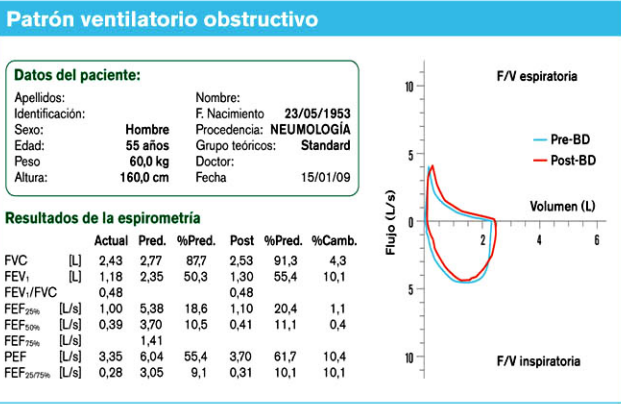 Patrón ventilatorio obstructivo
Datos del paciente:
Apellidos: Nombre:
Identificación: F. Nacimiento 23/05/1953
Sexo: Hombre Procedencia: NEUMOLOGÍA
Edad: 55 años Grupo teóricos: Standard
Peso 60,0 kg Doctor:
Altura: 160,0 cm Fecha 15/01/09
Resultados de la espirometría
Actual Pred. %Pred. Post %Pred. %Camb.
FVC [L] 2,43 2,77 87,7 2,53 91,3 4,3
FEV₁ [L] 1,18 2,35 50,3 1,30 55,4 10,1
FEV₁/FVC 0,48 0,48
FEF₂₅% [L/s] 1,00 5,38 18,6 1,10 20,4 1,1
FEF₅₀% [L/s] 0,39 3,70 10,5 0,41 11,1 0,4
FEF₇₅% [L/s] 1,41
PEF [L/s] 3,35 6,04 55,4 3,70 61,7 10,4
FEF₂₅/₇₅% [L/s] 0,28 3,05 9,1 0,31 10,1 10,1
F/V espiratoria
10
Pre-BD
Post-BD
5
Volumen (L)
Flujo (L/s)
0
2 4 6
5
10
F/V inspiratoria